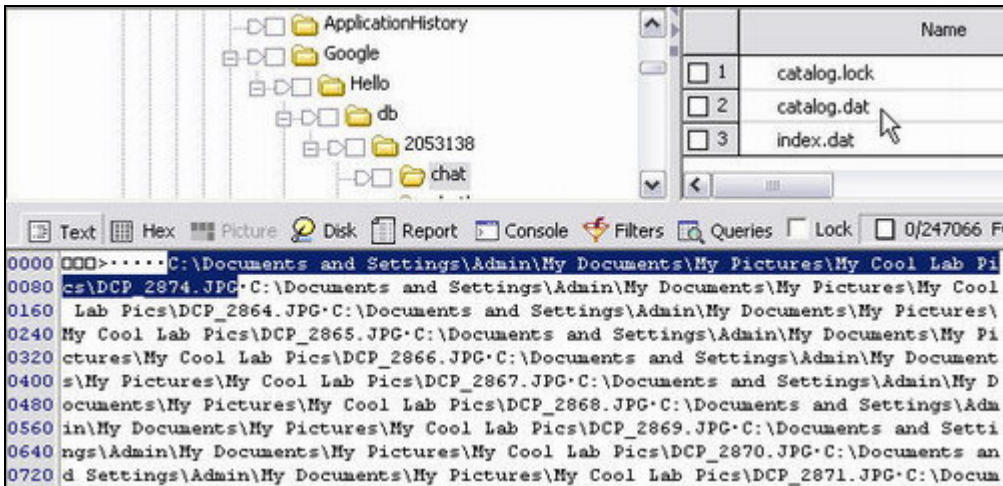 ApplicationHistory
Google
Hello
db
2053138
chat
Name
1 catalog.lock
2 catalog.dat
3 index.dat
Text Hex Picture Disk Report Console Filters Queries Lock 0/247066
0000 □□□>·····C:\Documents and Settings\Admin\My Documents\My Pictures\My Cool Lab Pi
0080 cs\DCP_2874.JPG·C:\Documents and Settings\Admin\My Documents\My Pictures\My Cool
0160 Lab Pics\DCP_2864.JPG·C:\Documents and Settings\Admin\My Documents\My Pictures\
0240 My Cool Lab Pics\DCP_2865.JPG·C:\Documents and Settings\Admin\My Documents\My Pi
0320 ctures\My Cool Lab Pics\DCP_2866.JPG·C:\Documents and Settings\Admin\My Document
0400 s\My Pictures\My Cool Lab Pics\DCP_2867.JPG·C:\Documents and Settings\Admin\My D
0480 ocuments\My Pictures\My Cool Lab Pics\DCP_2868.JPG·C:\Documents and Settings\Adm
0560 in\My Documents\My Pictures\My Cool Lab Pics\DCP_2869.JPG·C:\Documents and Setti
0640 ngs\Admin\My Documents\My Pictures\My Cool Lab Pics\DCP_2870.JPG·C:\Documents an
0720 d Settings\Admin\My Documents\My Pictures\My Cool Lab Pics\DCP_2871.JPG·C:\Docum